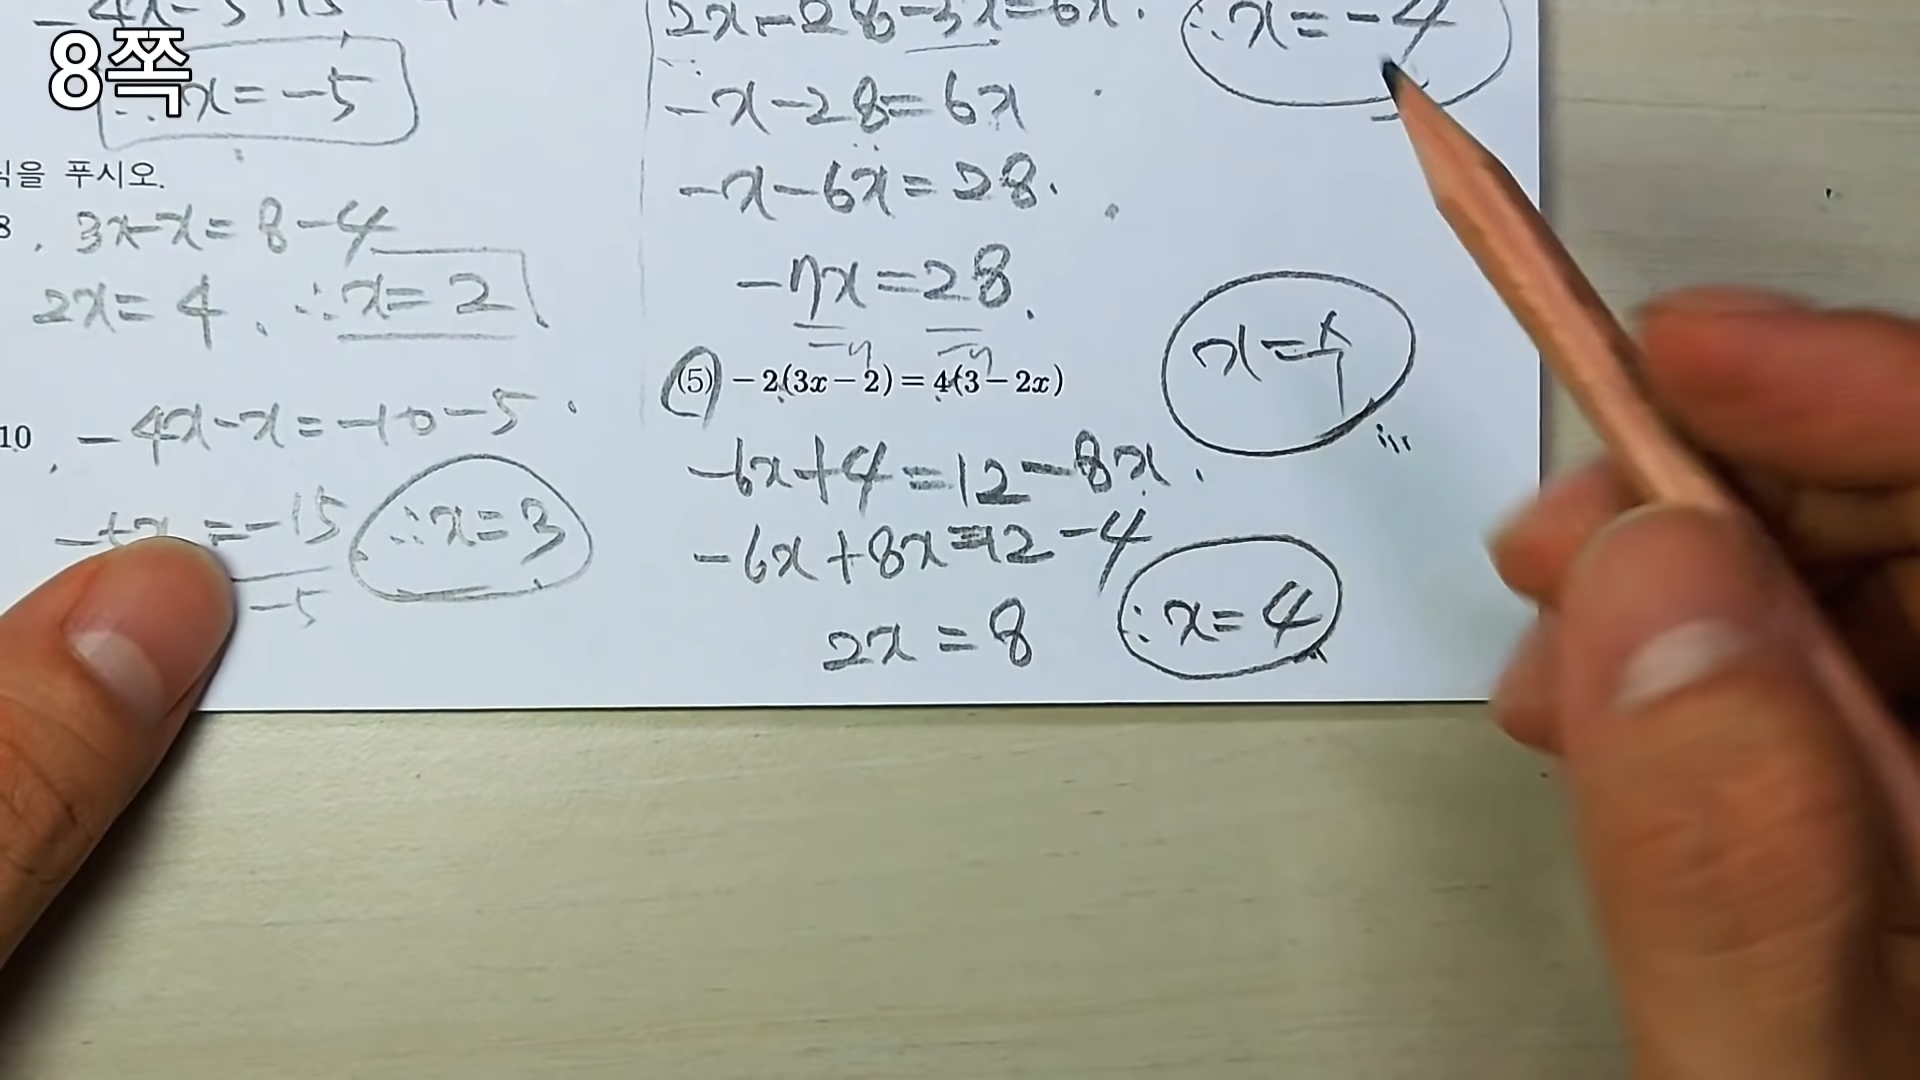 8쪽
∴ x = -5
식을 푸시오.
8
3x-x = 8-4
2x = 4
∴ x = 2
10
-4x-x = -10-5
= -15
-5
∴ x = 3
2x-28-3x=6x
-x-28=6x
-x-6x=28
-7x=28
-7 -7
∴ x = -4
(5) -2(3x-2)=4(3-2x)
-6x+4=12-8x
-6x+8x=12-4
2x=8
∴ x=4